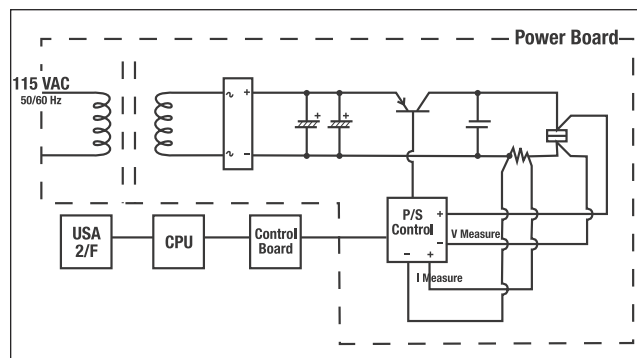 Power Board
115 VAC
50/60 Hz
~ +
+ +
~ −
P/S
Control
+
V Measure
−
− +
I Measure
USA
2/F
CPU
Control
Board